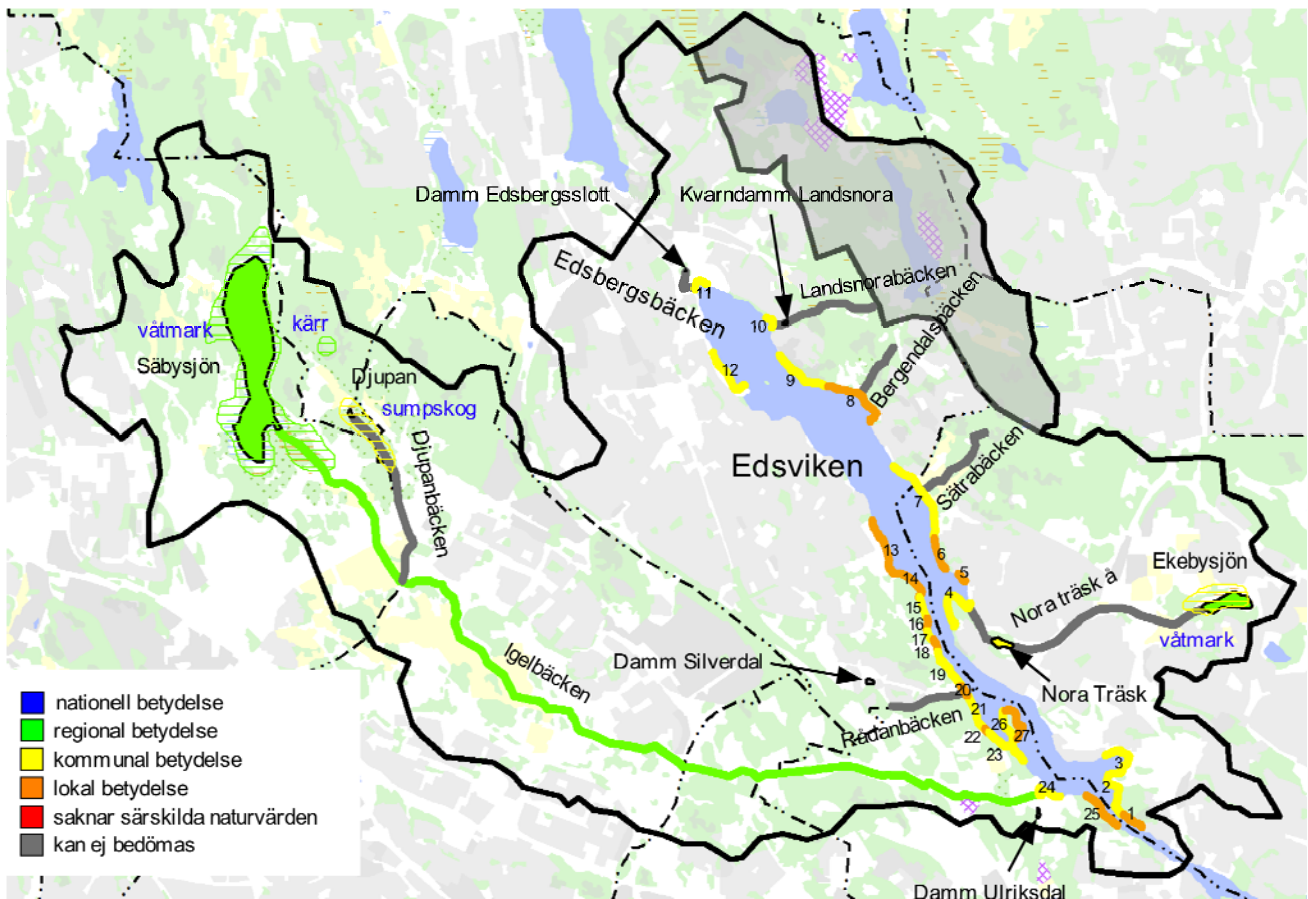 Damm Edsbergsslott
Kvarndamm Landsnora
Edsbergsbäcken
11
10
Landsnorabäcken
Bergendalsbäcken
våtmark
kärr
Säbysjön
Djupan
sumpskog
Djupanbäcken
12
9
8
Edsviken
7
Sätrabäcken
13
6
5
14
4
Ekebysjön
15
16
17
18
19
Nora träsk å
våtmark
Igelbäcken
Damm Silverdal
Nora Träsk
20
21
Rådanbäcken
22
23
26
27
3
2
24
25
1
Damm Ulriksdal
nationell betydelse
regional betydelse
kommunal betydelse
lokal betydelse
saknar särskilda naturvärden
kan ej bedömas